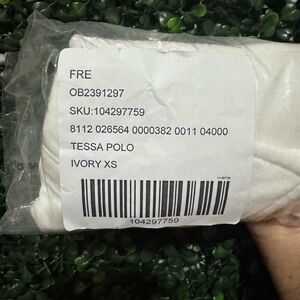 FRE
OB2391297
SKU:104297759
8112 026564 0000382 0011 04000
TESSA POLO
IVORY XS
104297759